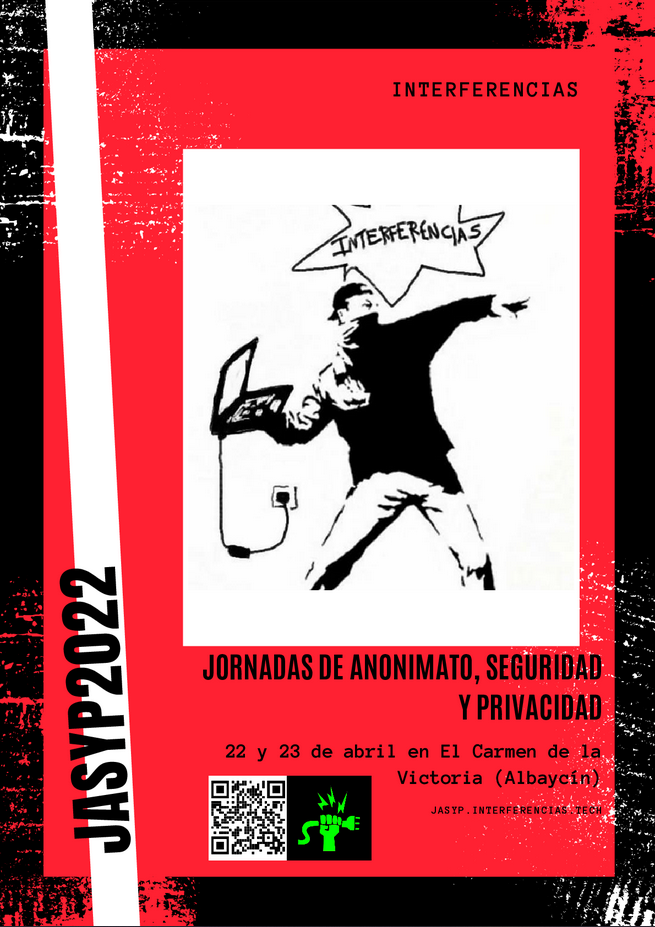 INTERFERENCIAS
INTERFERENCIAS
JASYP2022
JORNADAS DE ANONIMATO, SEGURIDAD
Y PRIVACIDAD
22 y 23 de abril en El Carmen de la
Victoria (Albaycín)
JASYP.INTERFERENCIAS.TECH